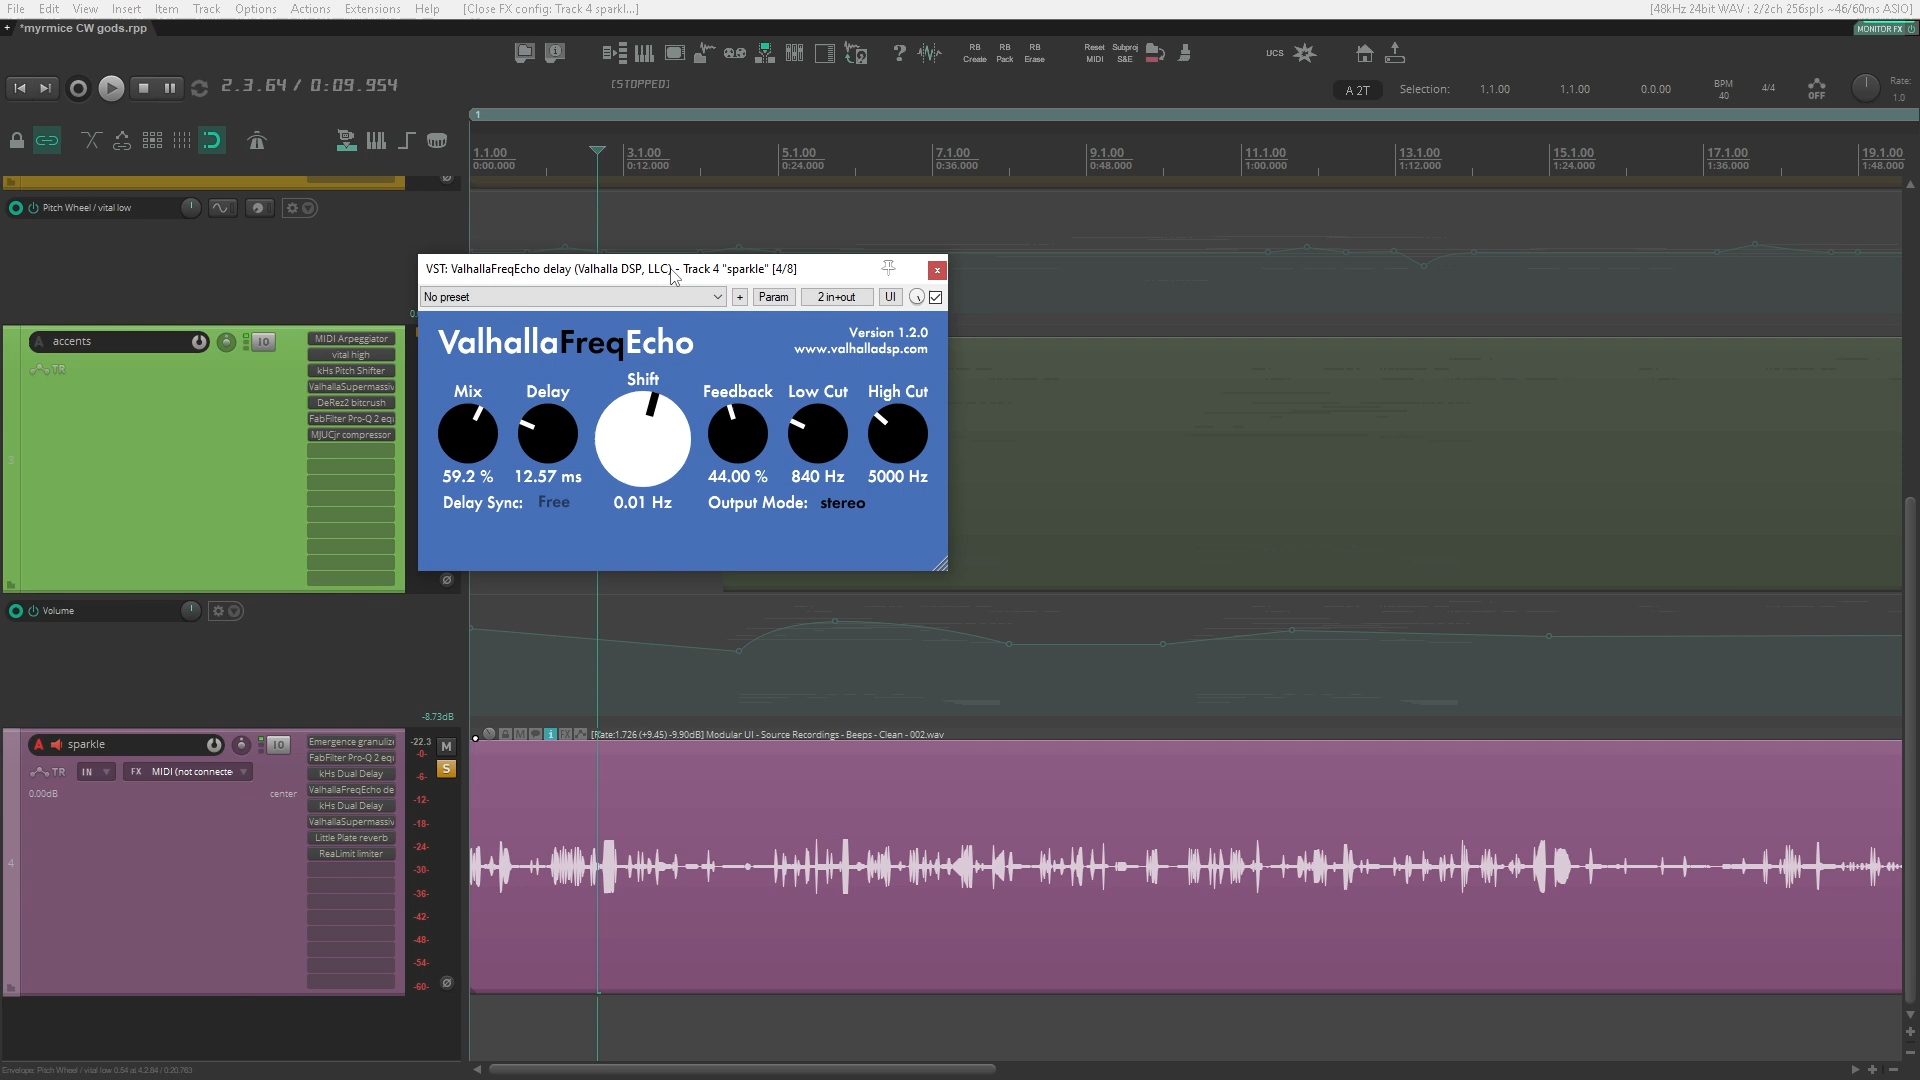 File Edit View Insert Item Track Options Actions Extensions Help [Close FX config: Track 4 sparkl...] [48kHz 24bit WAV : 2/2ch 256spls ~46/60ms ASIO]
+ *myrmice CW gods.rpp MONITOR FX
RB Create RB Pack RB Erase Reset MIDI Subproj S&E UCS
2.3.64 / 0:09.954 [STOPPED] A 2T Selection: 1.1.00 1.1.00 0.0.00 BPM 40 4/4 OFF Rate: 1.0
1
1.1.00 3.1.00 5.1.00 7.1.00 9.1.00 11.1.00 13.1.00 15.1.00 17.1.00 19.1.00
0:00.000 0:12.000 0:24.000 0:36.000 0:48.000 1:00.000 1:12.000 1:24.000 1:36.000 1:48.000
Pitch Wheel / vital low
VST: ValhallaFreqEcho delay (Valhalla DSP, LLC) - Track 4 "sparkle" [4/8]
No preset + Param 2 in+out UI
ValhallaFreqEcho
Version 1.2.0
www.valhalladsp.com
Mix Delay Shift Feedback Low Cut High Cut
59.2 % 12.57 ms 0.01 Hz 44.00 % 840 Hz 5000 Hz
Delay Sync: Free Output Mode: stereo
3
A accents IO
TR
MIDI Arpeggiator
vital high
kHs Pitch Shifter
ValhallaSupermassiv
DeRez2 bitcrush
FabFilter Pro-Q 2 eq
MJUCjr compressor
Volume
-8.73dB
4
A sparkle IO
TR IN FX MIDI (not connecte
0.00dB center
Emergence granuliz
FabFilter Pro-Q 2 eq
kHs Dual Delay
ValhallaFreqEcho de
kHs Dual Delay
ValhallaSupermassiv
Little Plate reverb
ReaLimit limiter
-22.3 M
-0-
S
-6-
-12-
-18-
-24-
-30-
-36-
-42-
-48-
-54-
-60-
M i FX [Rate:1.726 (+9.45) -9.90dB] Modular UI - Source Recordings - Beeps - Clean - 002.wav
Envelope: Pitch Wheel / vital low 0.54 at 4.2.84 / 0:20.763